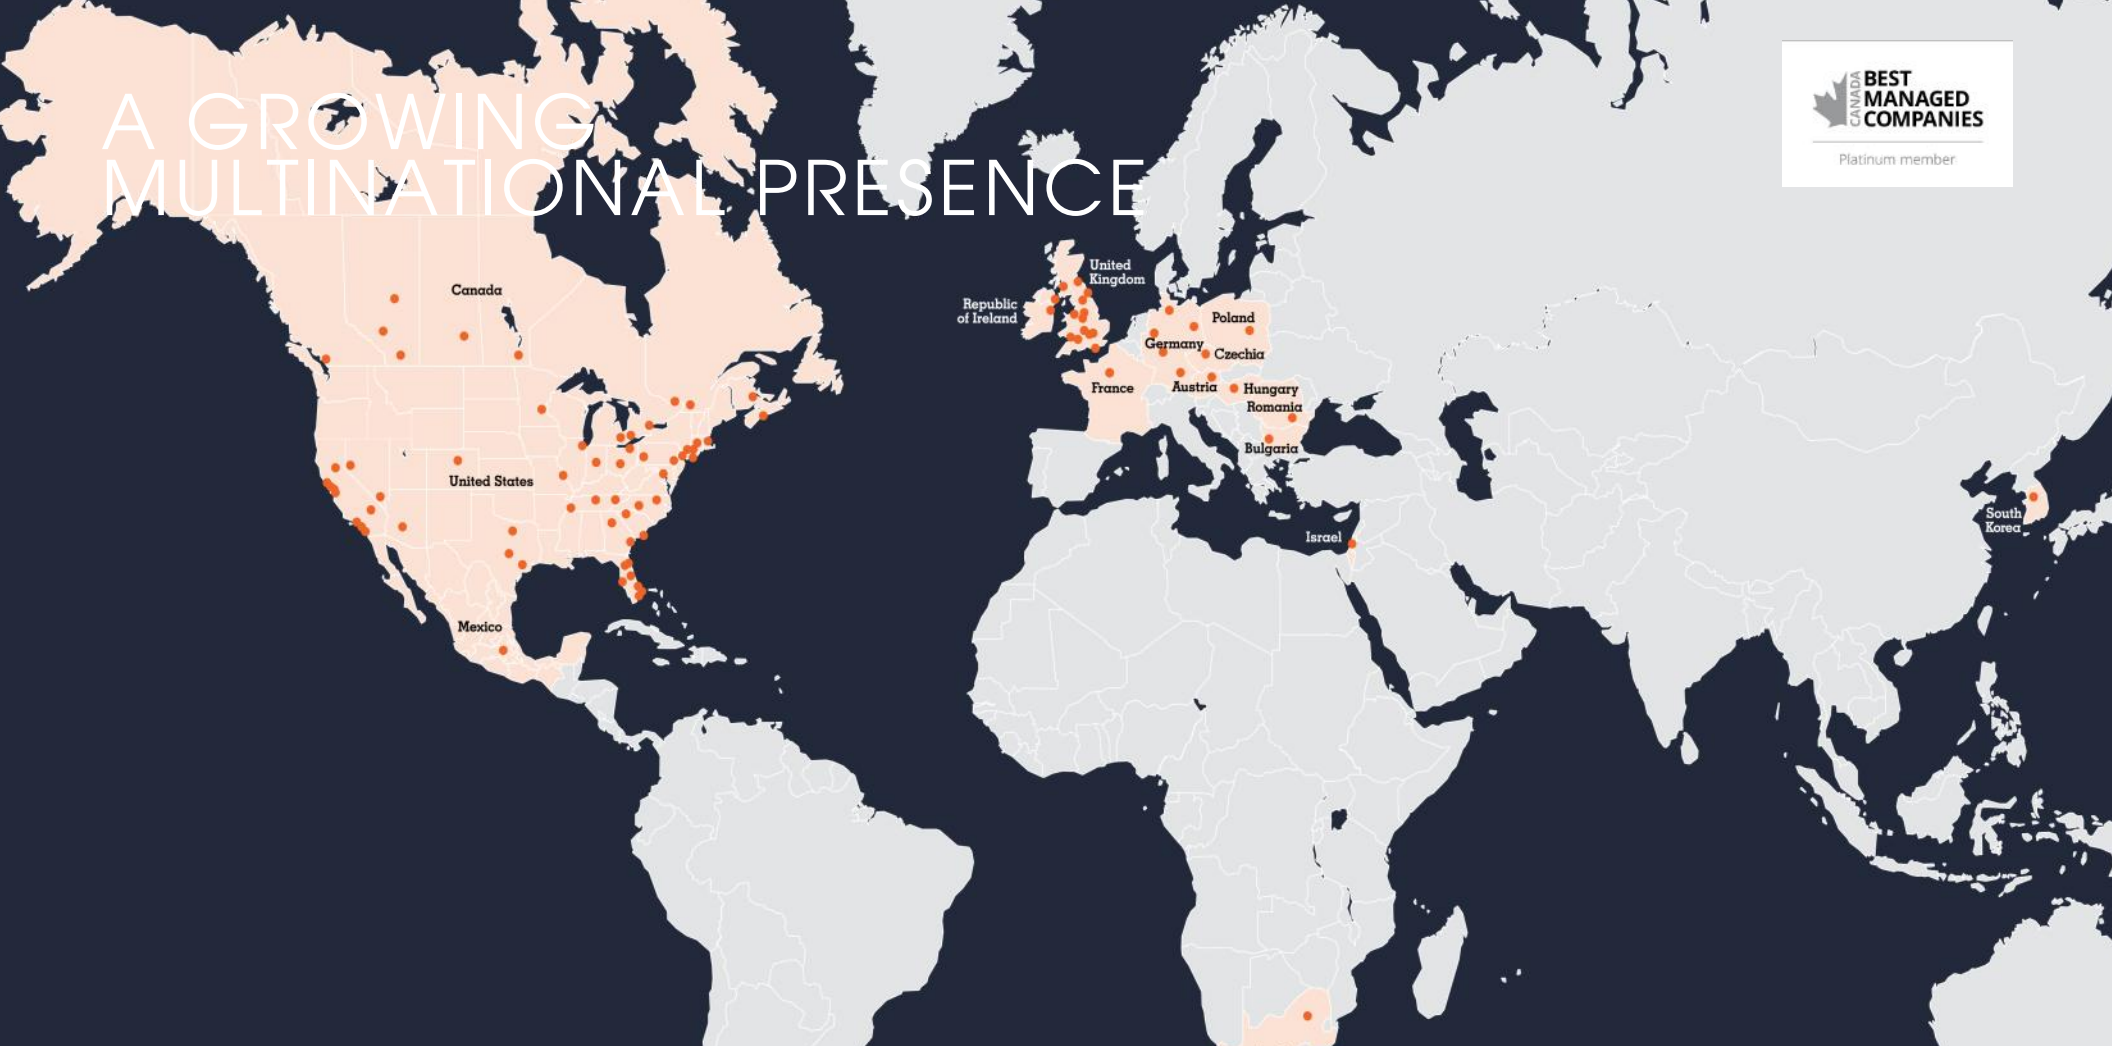 A GROWING
MULTINATIONAL PRESENCE
CANADA
BEST
MANAGED
COMPANIES
Platinum member
Canada
United States
Mexico
United
Kingdom
Republic
of Ireland
Poland
Germany
Czechia
France
Austria
Hungary
Romania
Bulgaria
Israel
South
Korea